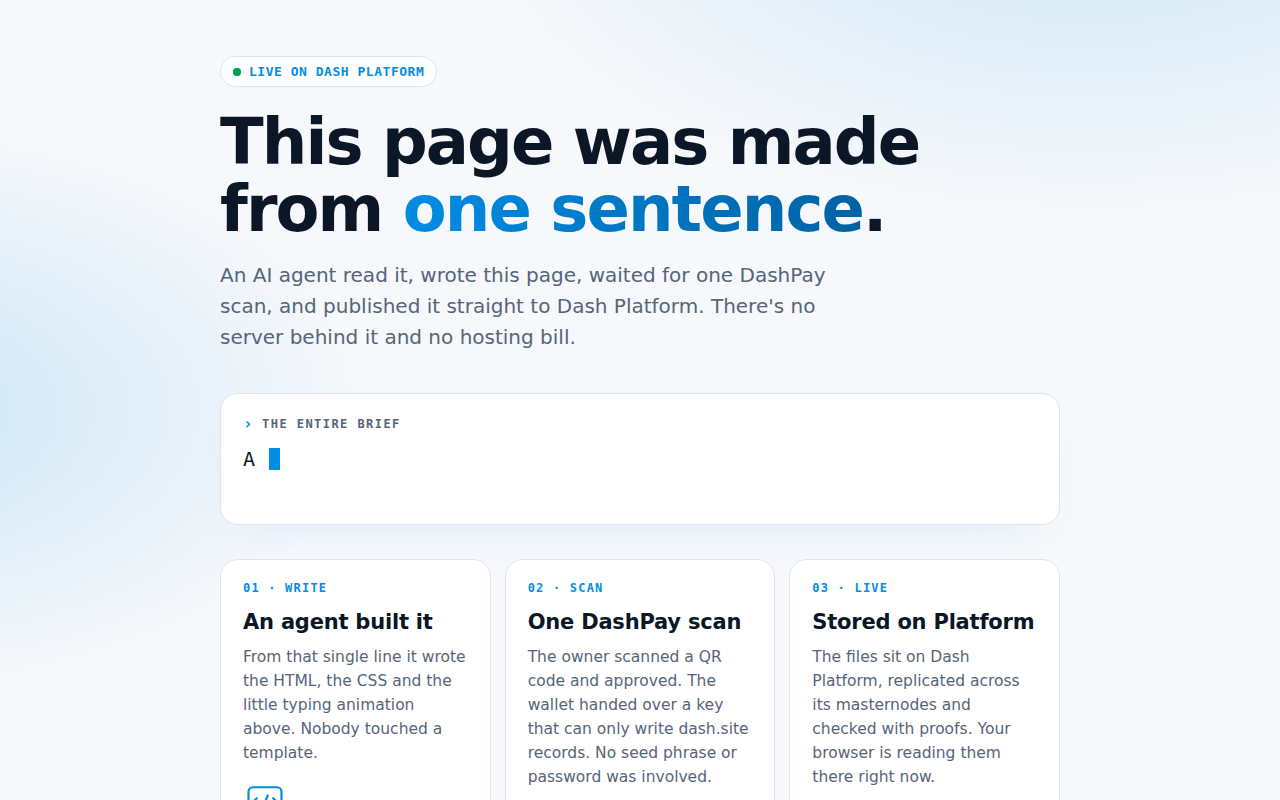 LIVE ON DASH PLATFORM
This page was made
from one sentence.
An AI agent read it, wrote this page, waited for one DashPay
scan, and published it straight to Dash Platform. There's no
server behind it and no hosting bill.
› THE ENTIRE BRIEF
A
01 · WRITE
An agent built it
From that single line it wrote
the HTML, the CSS and the
little typing animation
above. Nobody touched a
template.
02 · SCAN
One DashPay scan
The owner scanned a QR
code and approved. The
wallet handed over a key
that can only write dash.site
records. No seed phrase or
password was involved.
03 · LIVE
Stored on Platform
The files sit on Dash
Platform, replicated across
its masternodes and
checked with proofs. Your
browser is reading them
there right now.